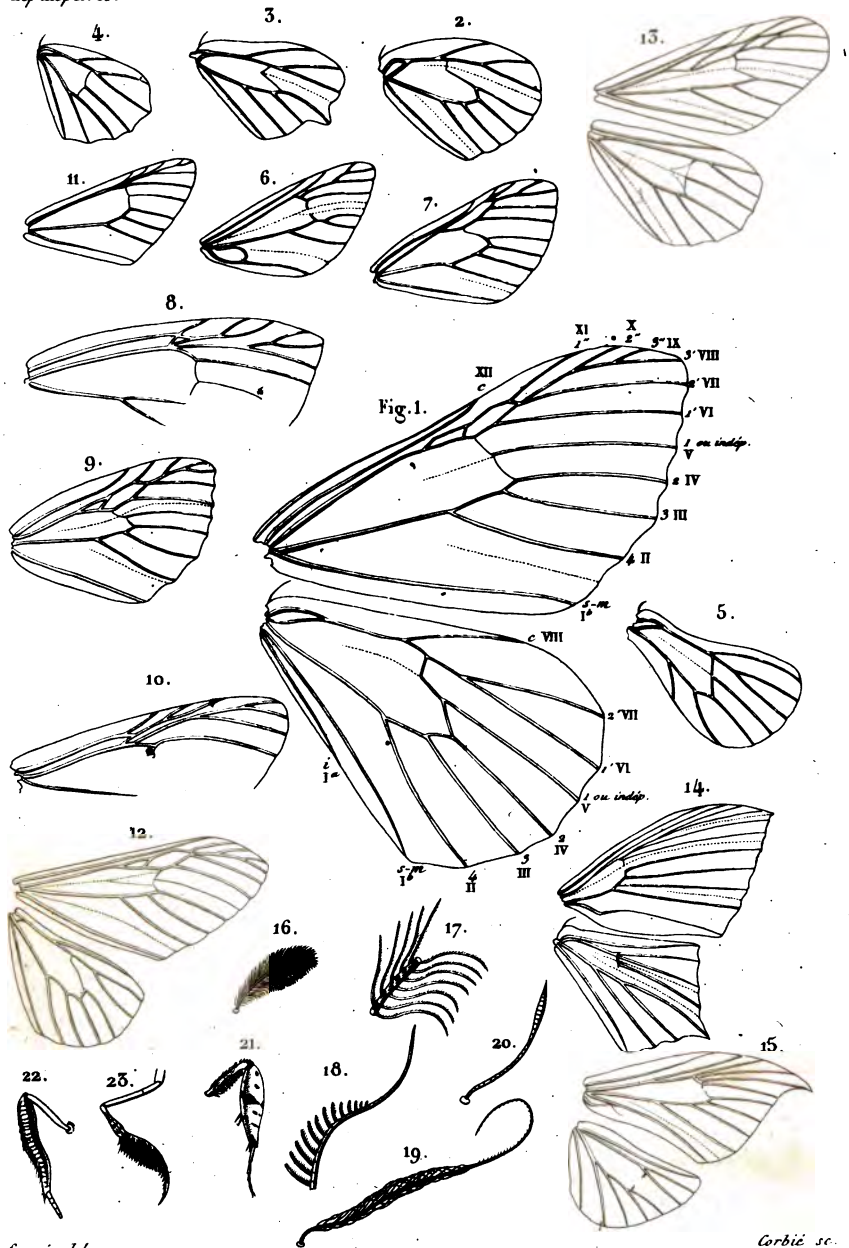 4.
3.
2.
13.
11.
6.
7.
8.
6
XI
1"
X
2"
3" IX
3' VIII
2' VII
1' VI
1 ou indép.
V
2 IV
3 III
4 II
s-m
I b
XII
c
Fig. 1.
9.
5.
c VIII
2' VII
1' VI
1 ou indép.
V
2
IV
3
III
4
II
s-m
I b
i
I a
10.
14.
12.
16.
17.
15.
20.
21.
18.
22.
23.
19.
Corbié sc.